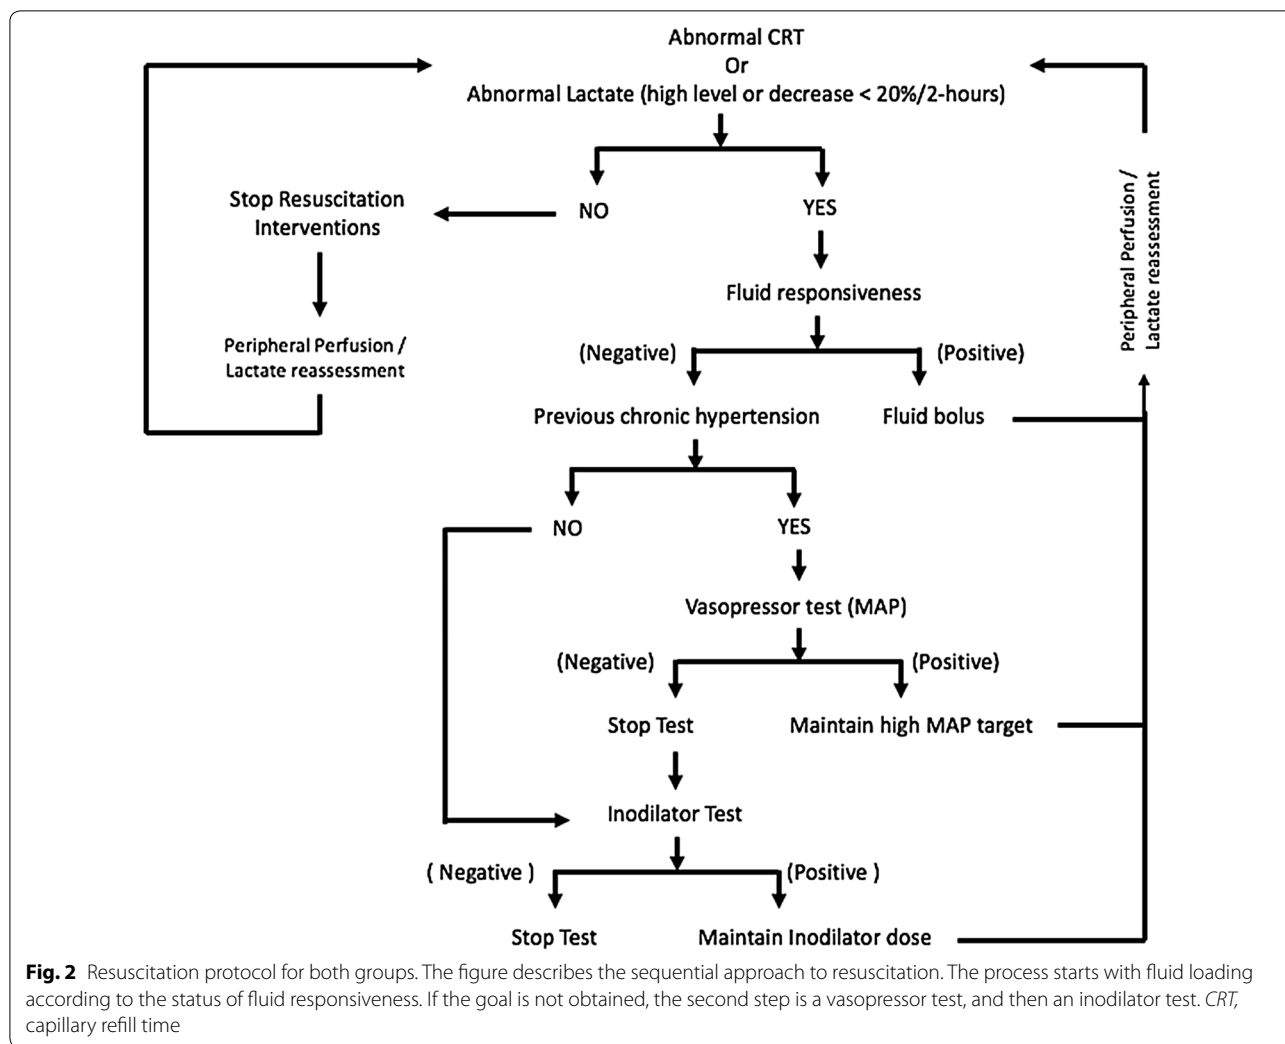 Abnormal CRT
Or
Abnormal Lactate (high level or decrease < 20%/2-hours)
NO
YES
Stop Resuscitation
Interventions
Fluid responsiveness
Peripheral Perfusion /
Lactate reassessment
Peripheral Perfusion /
Lactate reassessment
(Negative)
(Positive)
Previous chronic hypertension
Fluid bolus
NO
YES
Vasopressor test (MAP)
(Negative)
(Positive)
Stop Test
Maintain high MAP target
Inodilator Test
( Negative )
(Positive )
Stop Test
Maintain Inodilator dose
Fig. 2 Resuscitation protocol for both groups. The figure describes the sequential approach to resuscitation. The process starts with fluid loading
according to the status of fluid responsiveness. If the goal is not obtained, the second step is a vasopressor test, and then an inodilator test. CRT,
capillary refill time